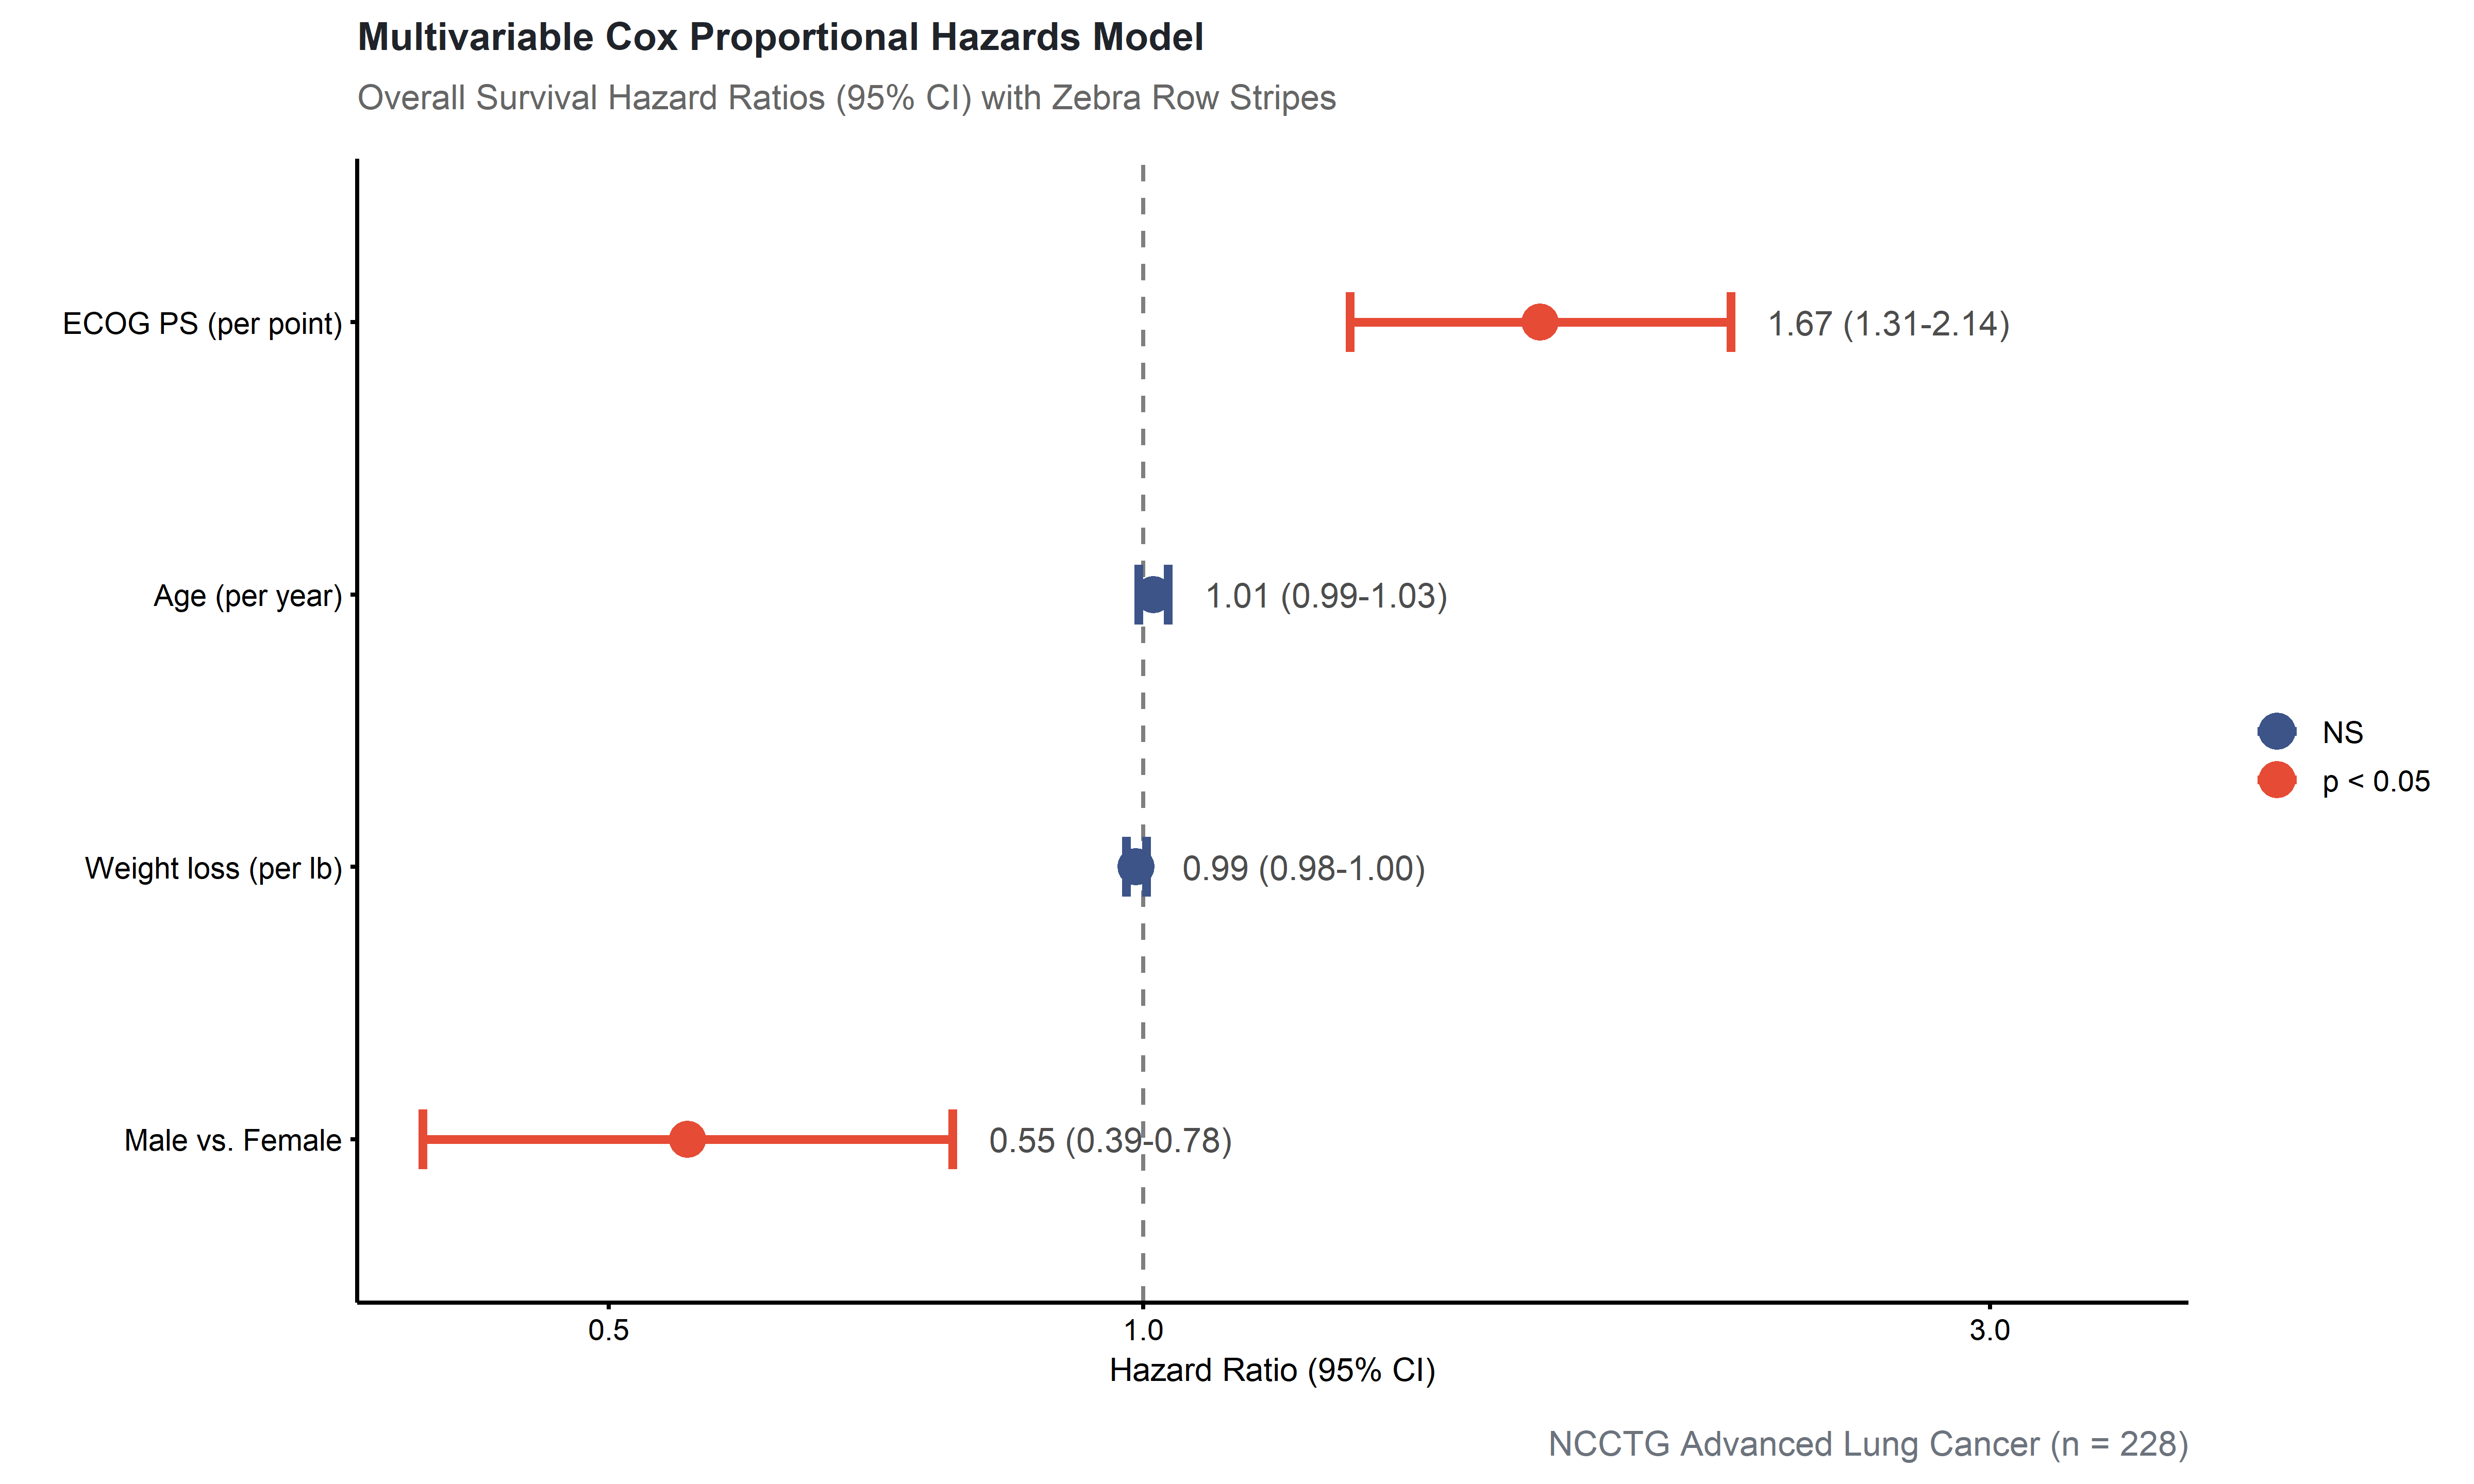 Multivariable Cox Proportional Hazards Model
Overall Survival Hazard Ratios (95% CI) with Zebra Row Stripes
ECOG PS (per point)
1.67 (1.31-2.14)
Age (per year)
1.01 (0.99-1.03)
Weight loss (per lb)
0.99 (0.98-1.00)
Male vs. Female
0.55 (0.39-0.78)
NS
p < 0.05
0.5
1.0
3.0
Hazard Ratio (95% CI)
NCCTG Advanced Lung Cancer (n = 228)